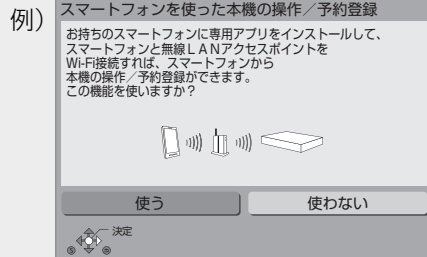 例)
スマートフォンを使った本機の操作／予約登録
お持ちのスマートフォンに専用アプリをインストールして、
スマートフォンと無線ＬＡＮアクセスポイントを
Wi-Fi接続すれば、スマートフォンから
本機の操作／予約登録ができます。
この機能を使いますか？
使う
使わない
決定